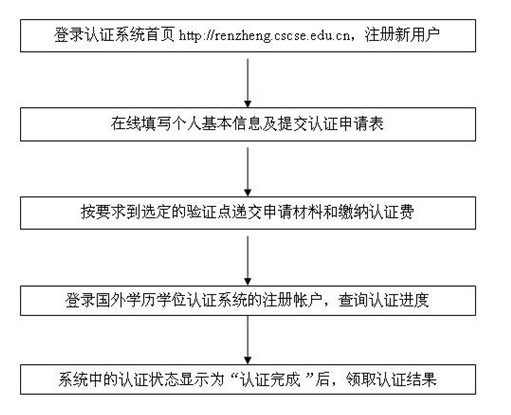 登录认证系统首页 http://renzheng.cscse.edu.cn，注册新用户
在线填写个人基本信息及提交认证申请表
按要求到选定的验证点递交申请材料和缴纳认证费
登录国外学历学位认证系统的注册帐户，查询认证进度
系统中的认证状态显示为“认证完成”后，领取认证结果